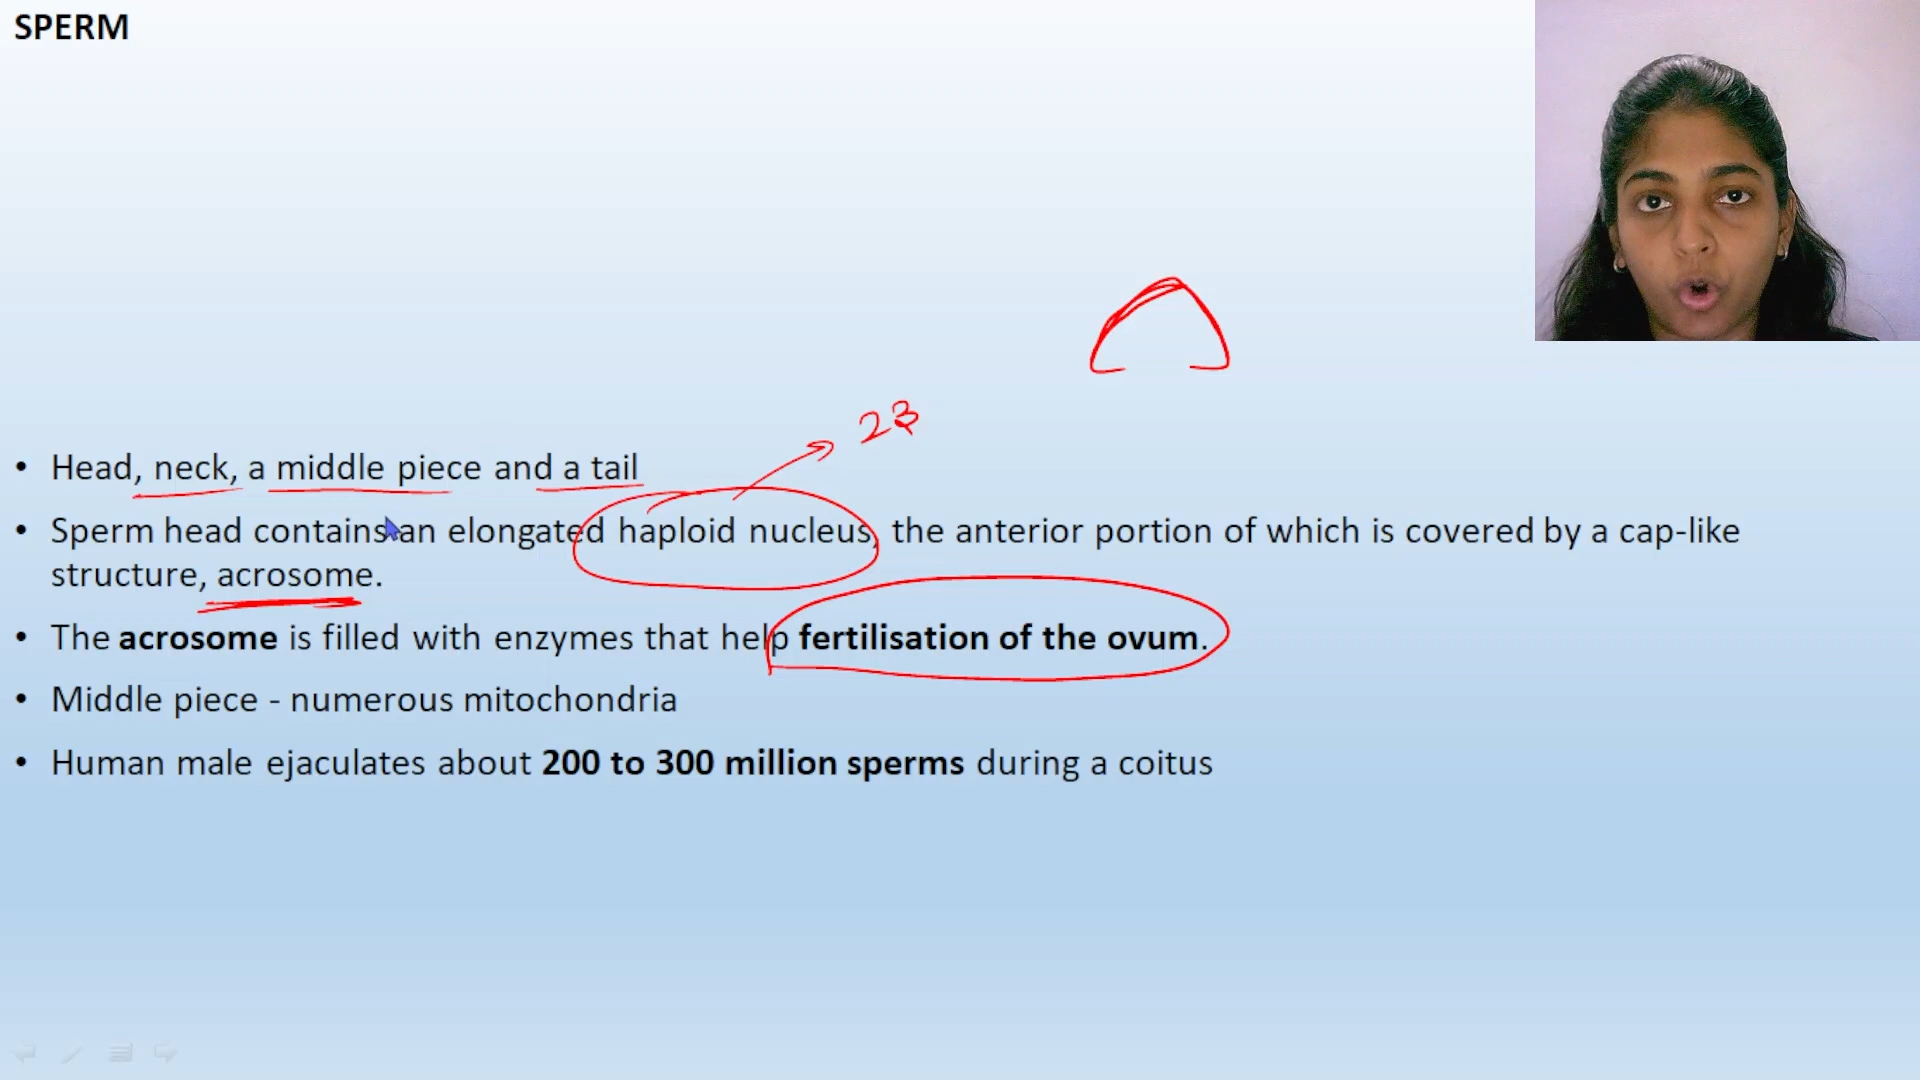 SPERM
23
• Head, neck, a middle piece and a tail
• Sperm head contains an elongated haploid nucleus, the anterior portion of which is covered by a cap-like
structure, acrosome.
• The acrosome is filled with enzymes that help fertilisation of the ovum.
• Middle piece - numerous mitochondria
• Human male ejaculates about 200 to 300 million sperms during a coitus